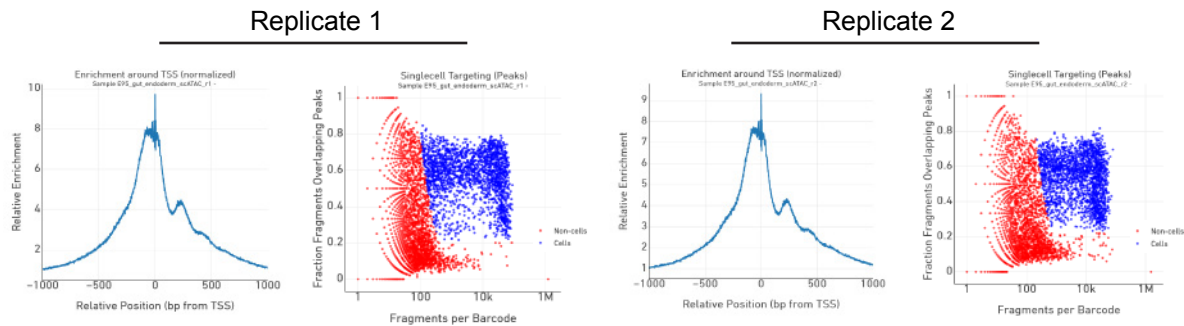 Replicate 1
Replicate 2
Enrichment around TSS (normalized)
Sample E95_gut_endoderm_scATAC_r1 -
10
8
6
4
2
Relative Enrichment
−1000
−500
0
500
1000
Relative Position (bp from TSS)
Singlecell Targeting (Peaks)
Sample E95_gut_endoderm_scATAC_r1 -
1
0.8
0.6
0.4
0.2
0
Fraction Fragments Overlapping Peaks
1
100
10k
1M
Fragments per Barcode
Non-cells
Cells
Enrichment around TSS (normalized)
Sample E95_gut_endoderm_scATAC_r2 -
9
8
7
6
5
4
3
2
1
Relative Enrichment
−1000
−500
0
500
1000
Relative Position (bp from TSS)
Singlecell Targeting (Peaks)
Sample E95_gut_endoderm_scATAC_r2 -
1
0.8
0.6
0.4
0.2
0
Fraction Fragments Overlapping Peaks
1
100
10k
1M
Fragments per Barcode
Non-cells
Cells